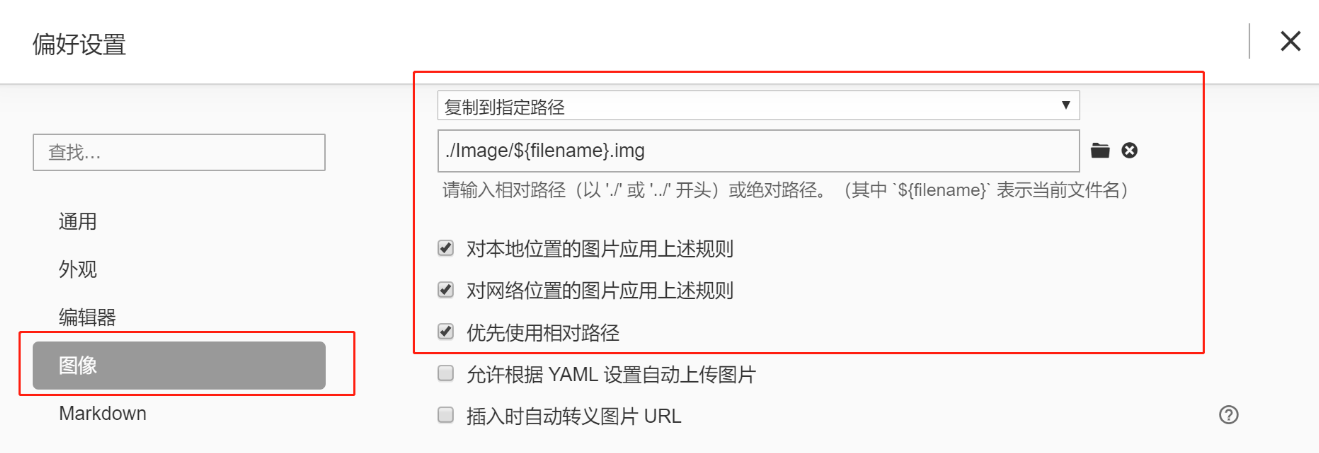 偏好设置
查找...
通用
外观
编辑器
图像
Markdown
复制到指定路径
./Image/${filename}.img
请输入相对路径（以 './' 或 '../' 开头）或绝对路径。（其中 `${filename}` 表示当前文件名）
对本地位置的图片应用上述规则
对网络位置的图片应用上述规则
优先使用相对路径
允许根据 YAML 设置自动上传图片
插入时自动转义图片 URL